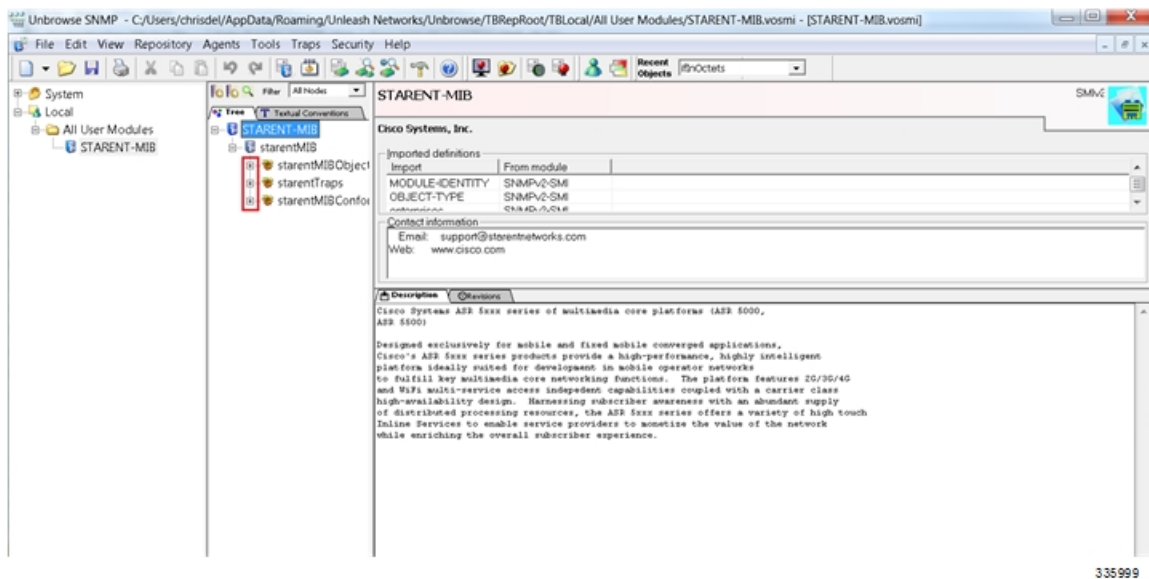 Unbrowse SNMP - C:/Users/chrisdel/AppData/Roaming/Unleash Networks/Unbrowse/TBRepRoot/TBLocal/All User Modules/STARENT-MIB.vosmi - [STARENT-MIB.vosmi]
File Edit View Repository Agents Tools Traps Security Help
Recent Objects ifInOctets
System
Local
All User Modules
STARENT-MIB
Filter All Nodes
Tree Textual Conventions
STARENT-MIB
starentMIB
starentMIBObject
starentTraps
starentMIBConfor
STARENT-MIB
SMIv2
Cisco Systems, Inc.
Imported definitions
Import From module
MODULE-IDENTITY SNMPv2-SMI
OBJECT-TYPE SNMPv2-SMI
enterprises SNMPv2-SMI
Contact information
Email: support@starentnetworks.com
Web: www.cisco.com
Description Revisions
Cisco Systems ASR 5xxx series of multimedia core platforms (ASR 5000,
ASR 5500)
Designed exclusively for mobile and fixed mobile converged applications,
Cisco's ASR 5xxx series products provide a high-performance, highly intelligent
platform ideally suited for development in mobile operator networks
to fulfill key multimedia core networking functions. The platform features 2G/3G/4G
and WiFi multi-service access indepedent capabilities coupled with a carrier class
high-availability design. Harnessing subscriber awareness with an abundant supply
of distributed processing resources, the ASR 5xxx series offers a variety of high touch
Inline Services to enable service providers to monetize the value of the network
while enriching the overall subscriber experience.
335999